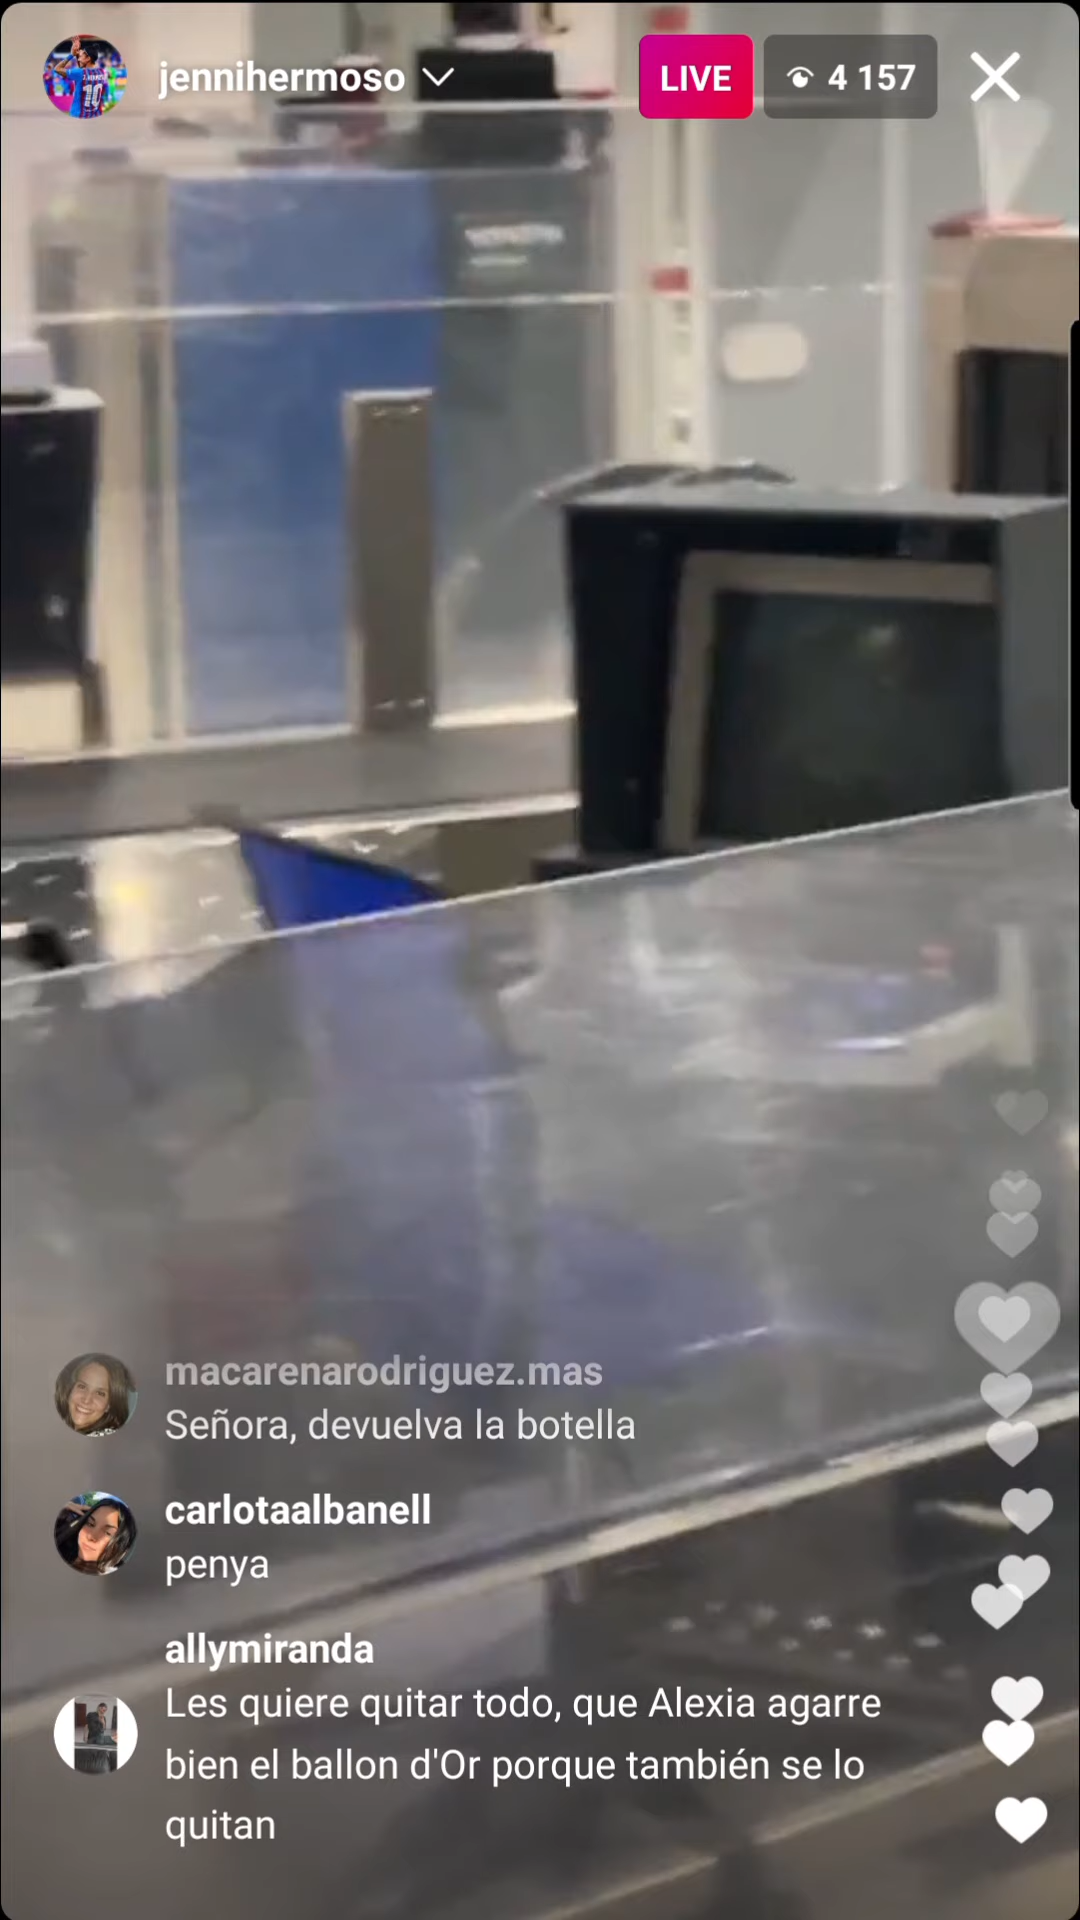 jennihermoso
LIVE
4 157
10
macarenarodriguez.mas
Señora, devuelva la botella
carlotaalbanell
penya
allymiranda
Les quiere quitar todo, que Alexia agarre
bien el ballon d'Or porque también se lo
quitan